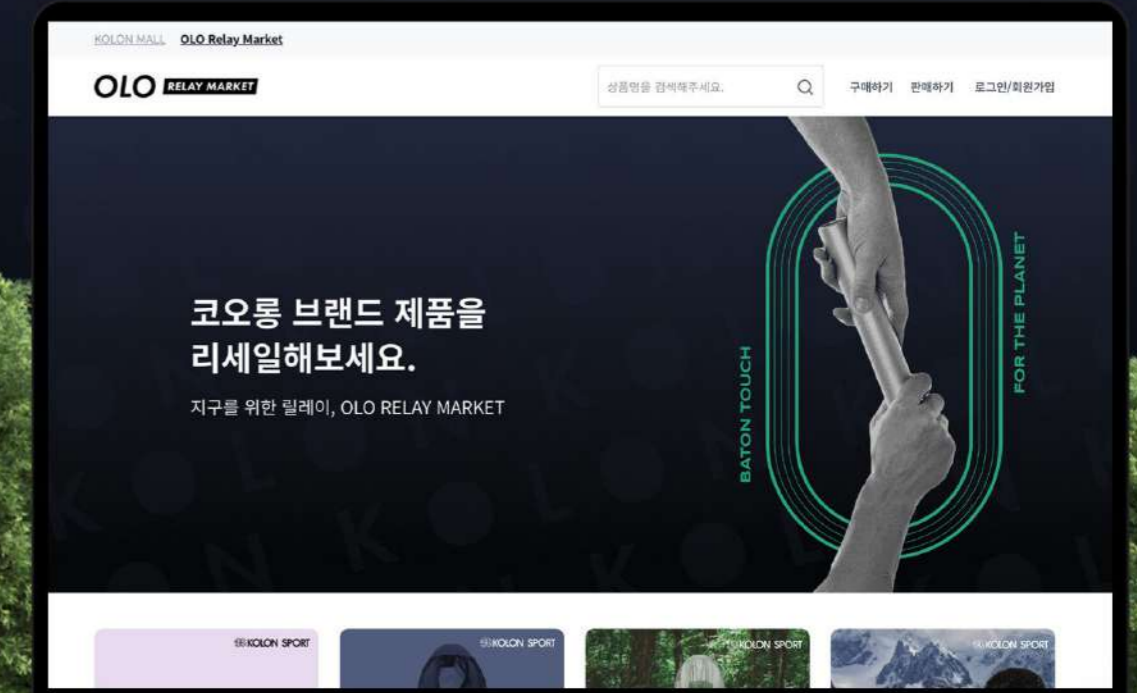 KOLON MALL OLO Relay Market
OLO RELAY MARKET
상품명을 검색해주세요.
구매하기 판매하기 로그인/회원가입
코오롱 브랜드 제품을
리세일해보세요.
지구를 위한 릴레이, OLO RELAY MARKET
BATON TOUCH
FOR THE PLANET
KOLON SPORT
KOLON SPORT
KOLON SPORT
KOLON SPORT